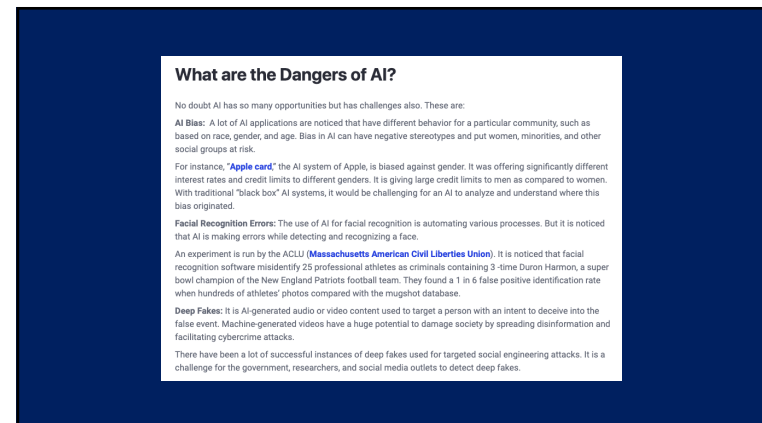 What are the Dangers of AI?
No doubt AI has so many opportunities but has challenges also. These are:
AI Bias: A lot of AI applications are noticed that have different behavior for a particular community, such as
based on race, gender, and age. Bias in AI can have negative stereotypes and put women, minorities, and other
social groups at risk.
For instance, “Apple card,” the AI system of Apple, is biased against gender. It was offering significantly different
interest rates and credit limits to different genders. It is giving large credit limits to men as compared to women.
With traditional “black box” AI systems, it would be challenging for an AI to analyze and understand where this
bias originated.
Facial Recognition Errors: The use of AI for facial recognition is automating various processes. But it is noticed
that AI is making errors while detecting and recognizing a face.
An experiment is run by the ACLU (Massachusetts American Civil Liberties Union). It is noticed that facial
recognition software misidentify 25 professional athletes as criminals containing 3 -time Duron Harmon, a super
bowl champion of the New England Patriots football team. They found a 1 in 6 false positive identification rate
when hundreds of athletes’ photos compared with the mugshot database.
Deep Fakes: It is AI-generated audio or video content used to target a person with an intent to deceive into the
false event. Machine-generated videos have a huge potential to damage society by spreading disinformation and
facilitating cybercrime attacks.
There have been a lot of successful instances of deep fakes used for targeted social engineering attacks. It is a
challenge for the government, researchers, and social media outlets to detect deep fakes.